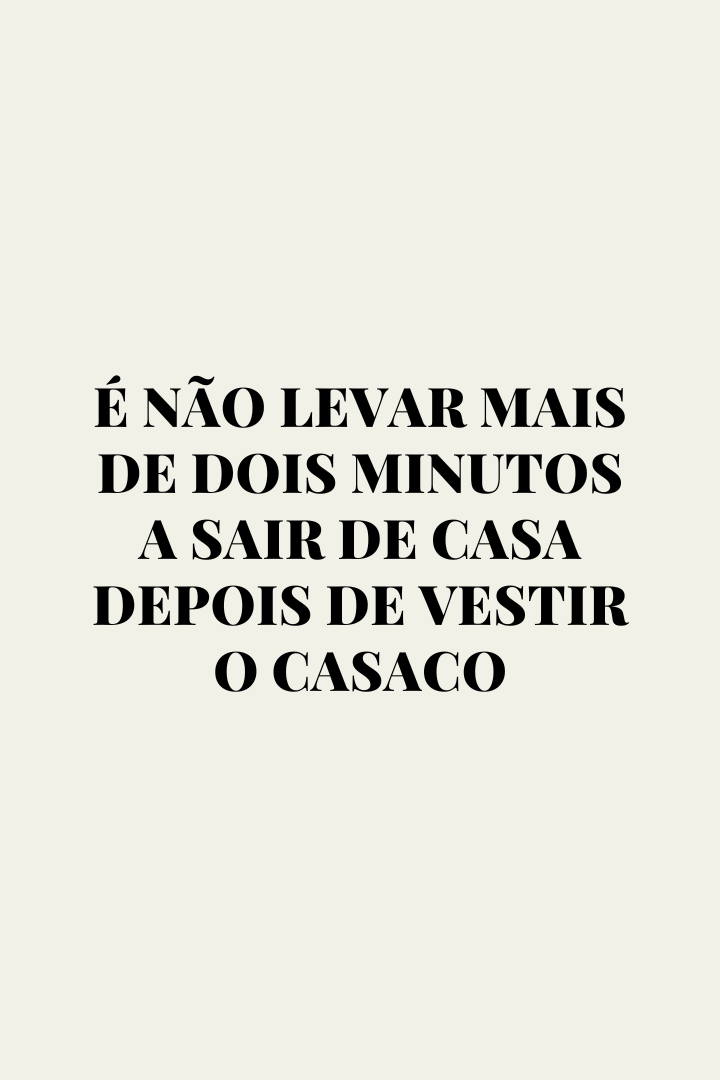 É NÃO LEVAR MAIS
DE DOIS MINUTOS
A SAIR DE CASA
DEPOIS DE VESTIR
O CASACO